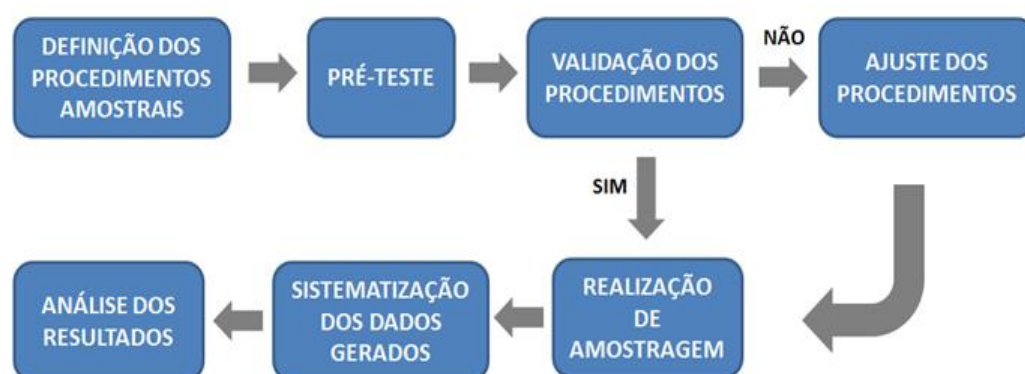 DEFINIÇÃO DOS
PROCEDIMENTOS
AMOSTRAIS
PRÉ-TESTE
VALIDAÇÃO DOS
PROCEDIMENTOS
NÃO
AJUSTE DOS
PROCEDIMENTOS
SIM
ANÁLISE DOS
RESULTADOS
SISTEMATIZAÇÃO
DOS DADOS
GERADOS
REALIZAÇÃO
DE
AMOSTRAGEM